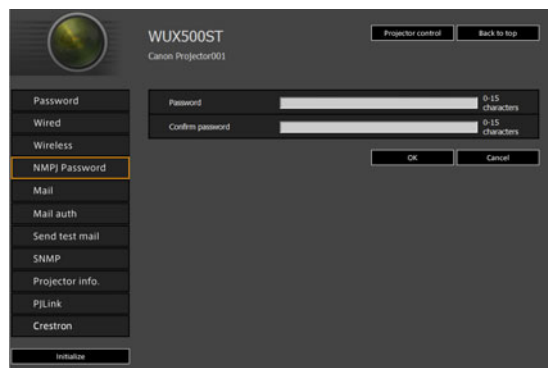 WUX500ST
Projector control
Back to top
Canon Projector001
Password
Wired
Wireless
NMPJ Password
Mail
Mail auth
Send test mail
SNMP
Projector info.
PJLink
Crestron
Initialize
Password
0-15
characters
Confirm password
0-15
characters
OK
Cancel